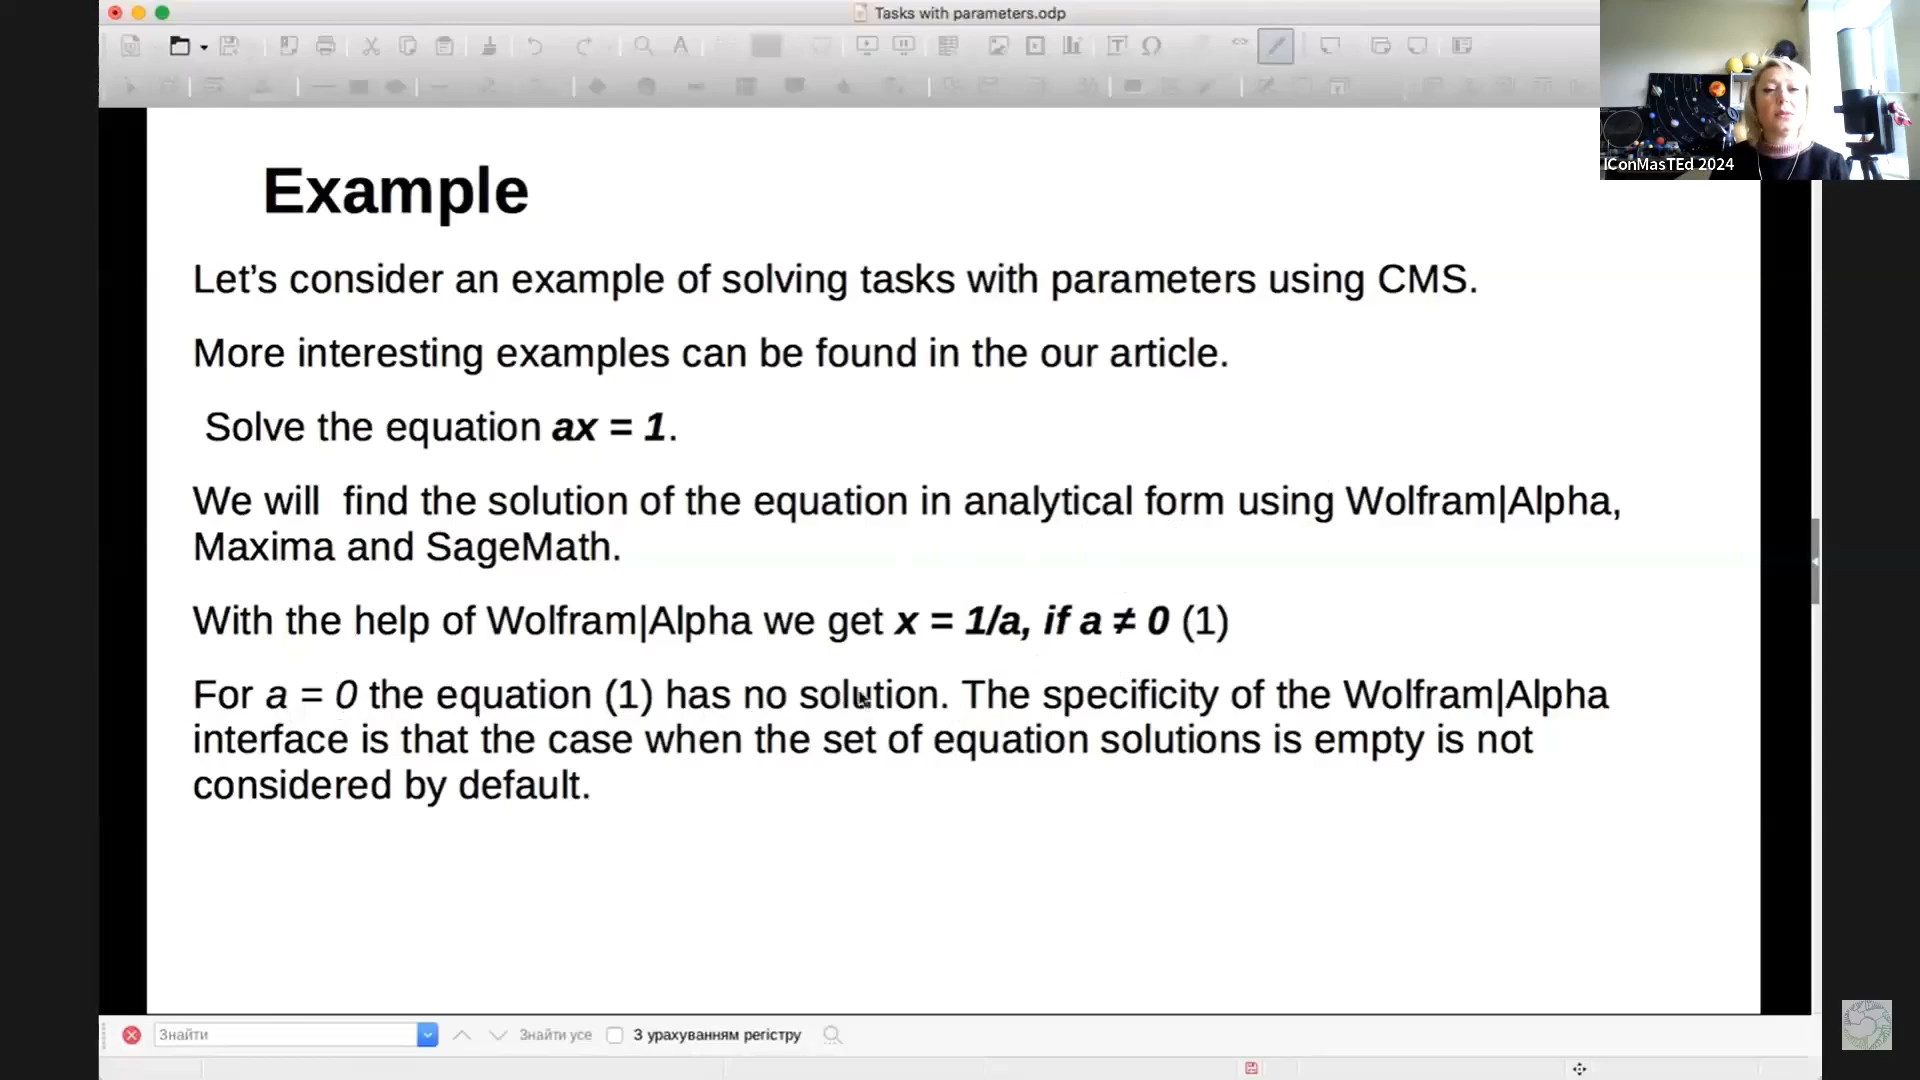 Tasks with parameters.odp
IConMasTEd 2024
Example
Let’s consider an example of solving tasks with parameters using CMS.
More interesting examples can be found in the our article.
Solve the equation ax = 1.
We will find the solution of the equation in analytical form using Wolfram|Alpha,
Maxima and SageMath.
With the help of Wolfram|Alpha we get x = 1/a, if a ≠ 0 (1)
For a = 0 the equation (1) has no solution. The specificity of the Wolfram|Alpha
interface is that the case when the set of equation solutions is empty is not
considered by default.
Знайти
Знайти усе
З урахуванням регістру